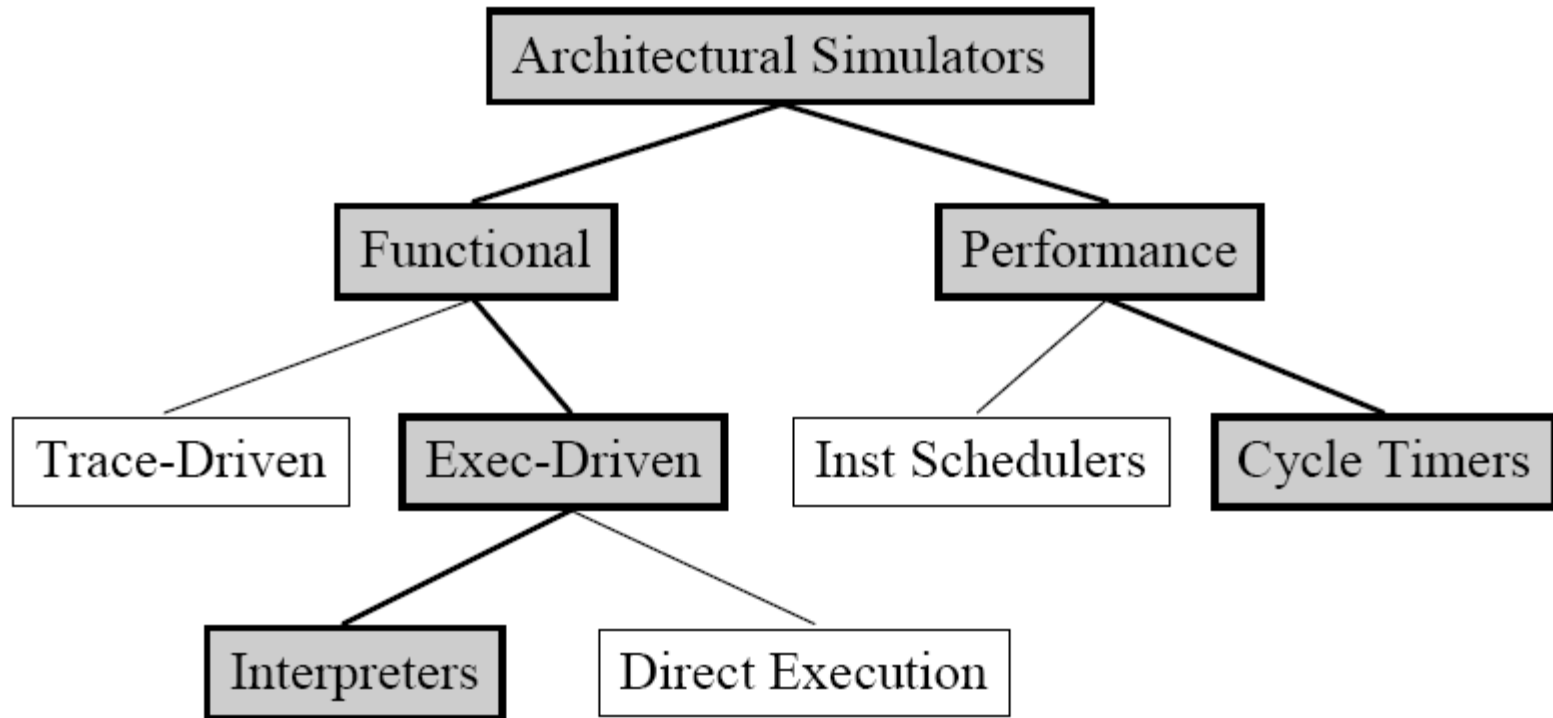 Architectural Simulators
Functional
Performance
Trace-Driven
Exec-Driven
Inst Schedulers
Cycle Timers
Interpreters
Direct Execution